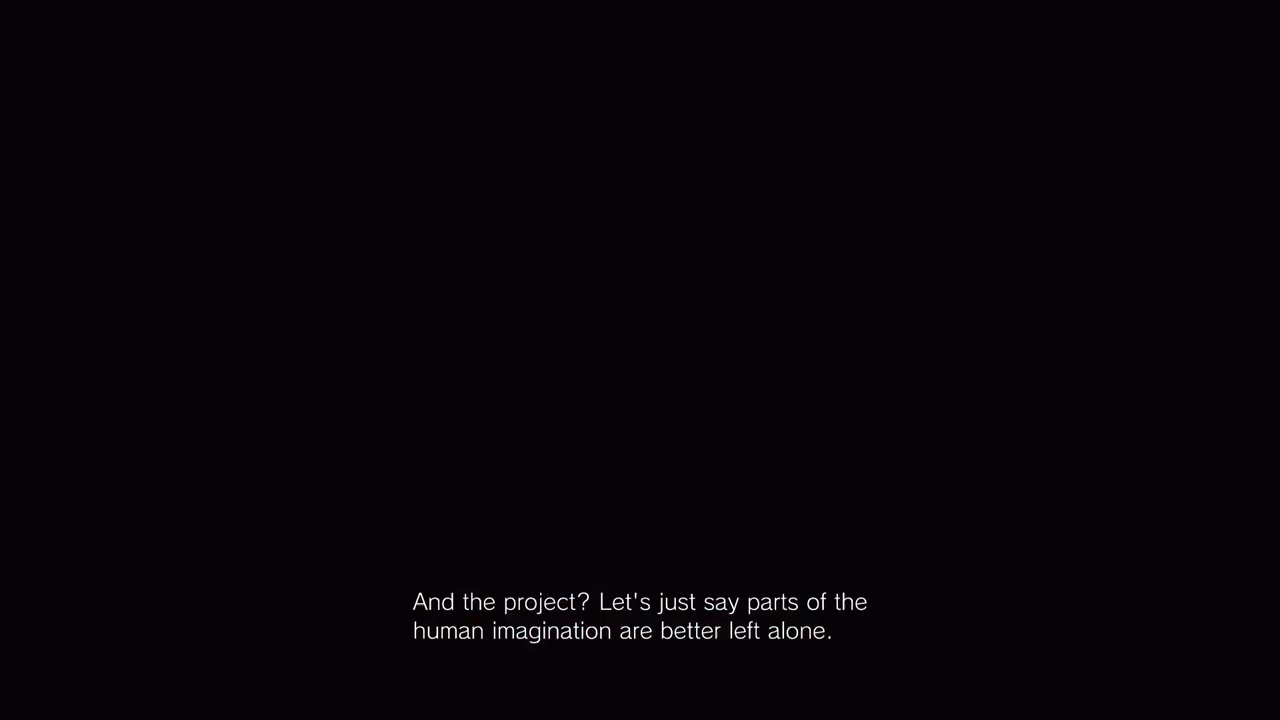 And the project? Let's just say parts of the
human imagination are better left alone.